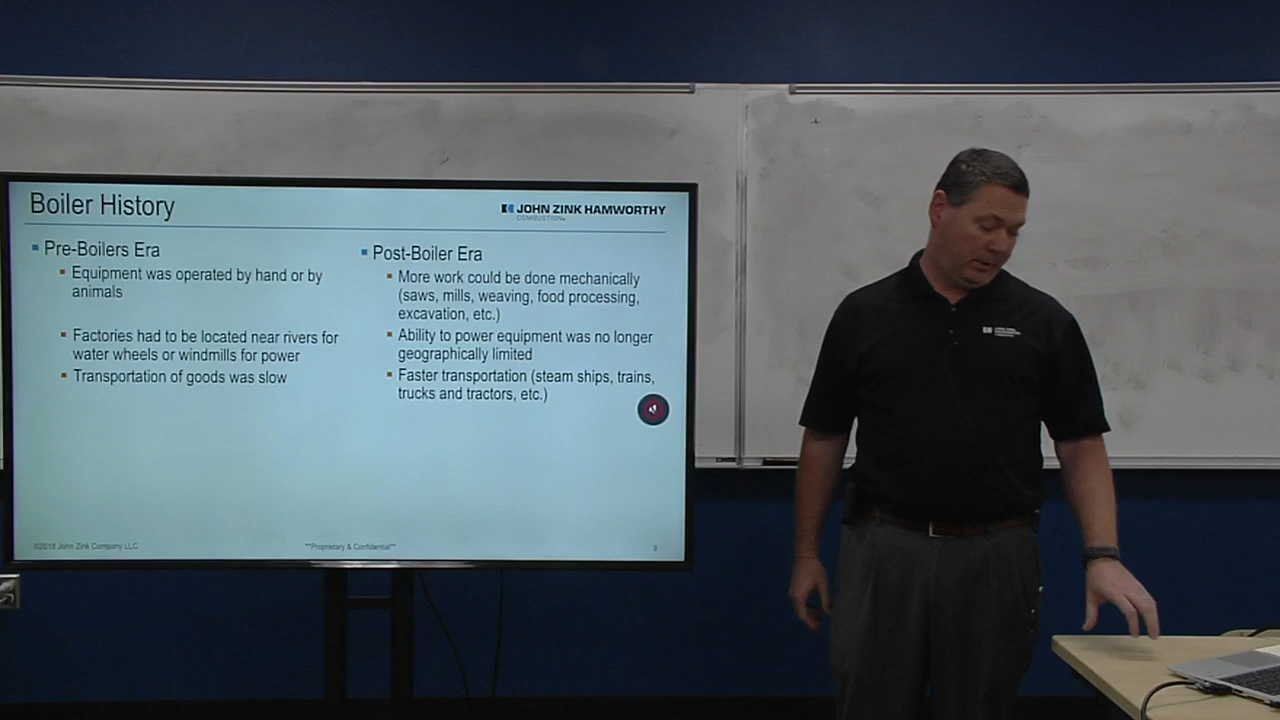 Boiler History
JOHN ZINK HAMWORTHY
COMBUSTION
Pre-Boilers Era
Equipment was operated by hand or by
animals
Factories had to be located near rivers for
water wheels or windmills for power
Transportation of goods was slow
Post-Boiler Era
More work could be done mechanically
(saws, mills, weaving, food processing,
excavation, etc.)
Ability to power equipment was no longer
geographically limited
Faster transportation (steam ships, trains,
trucks and tractors, etc.)
©2018 John Zink Company LLC
**Proprietary & Confidential**